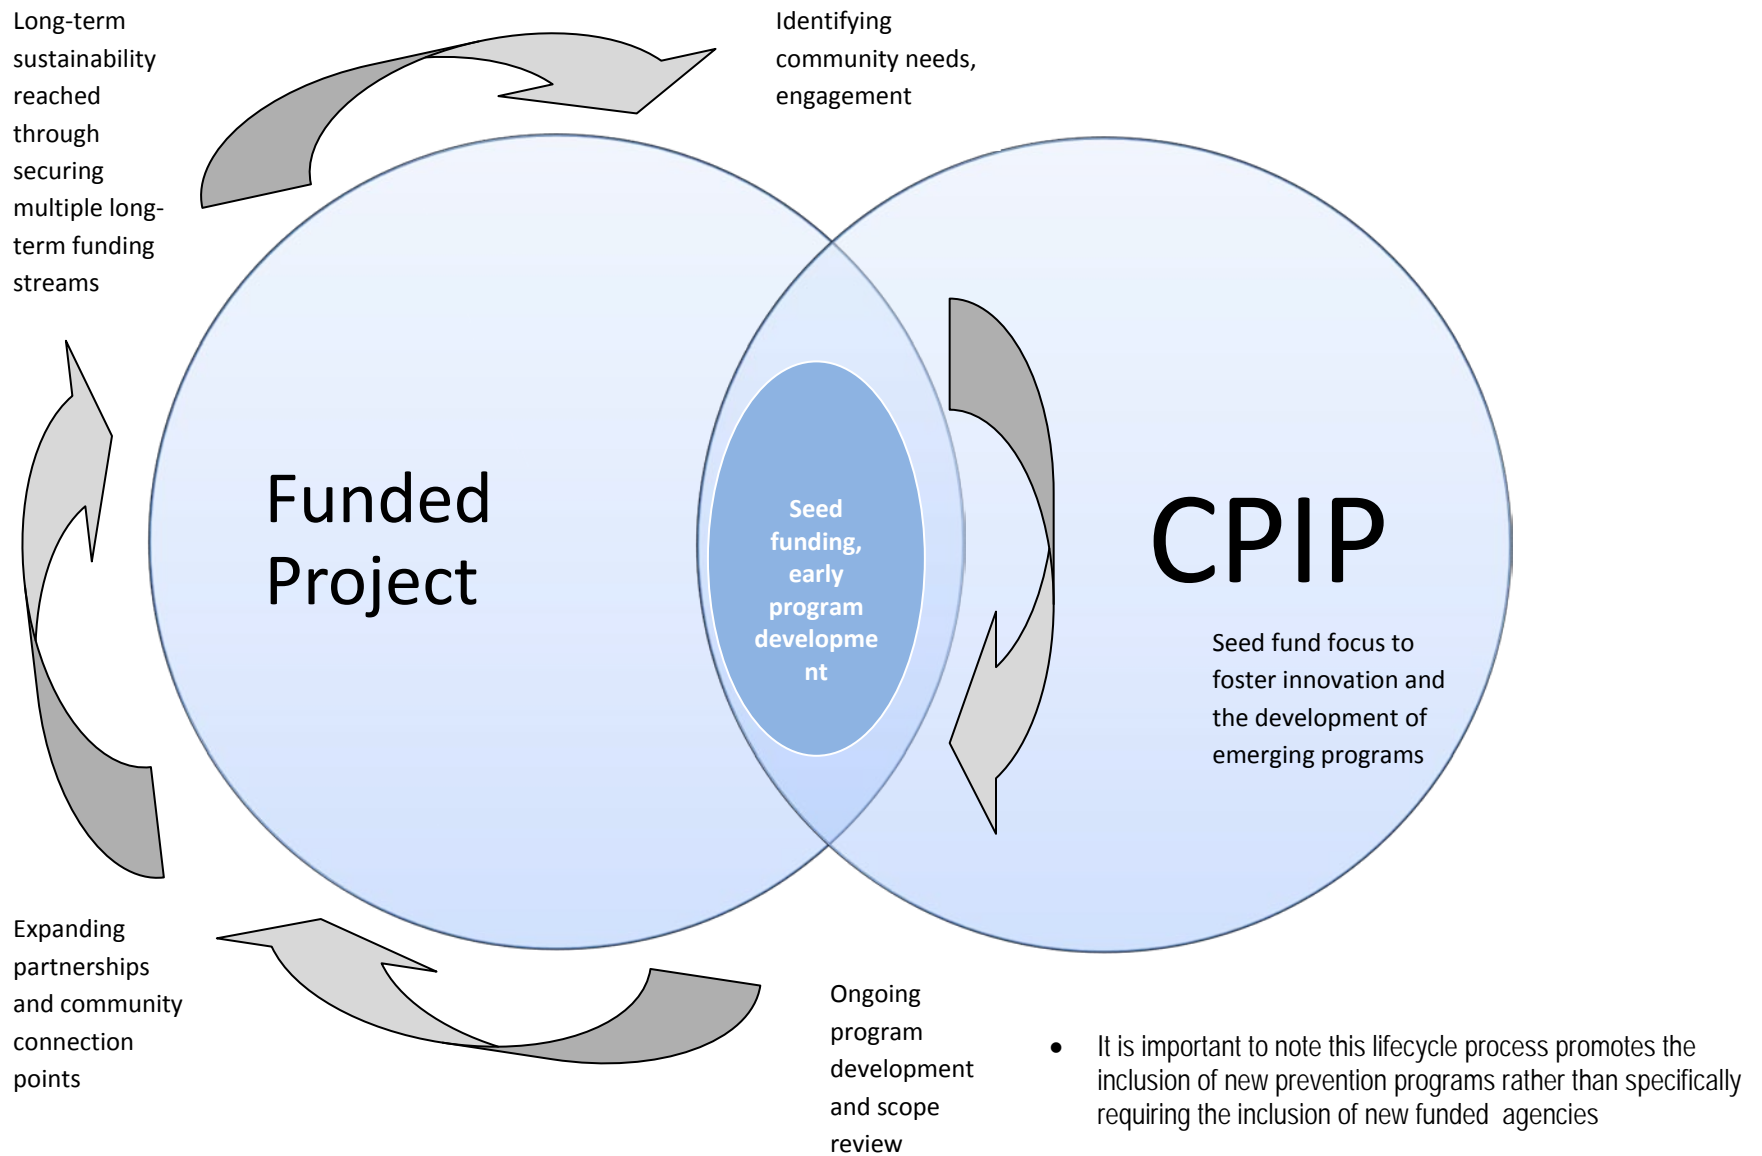 Long-term
sustainability
reached
through
securing
multiple long-
term funding
streams
Identifying
community needs,
engagement
Funded
Project
Seed
funding,
early
program
developme
nt
CPIP
Seed fund focus to
foster innovation and
the development of
emerging programs
Expanding
partnerships
and community
connection
points
Ongoing
program
development
and scope
review
• It is important to note this lifecycle process promotes the
inclusion of new prevention programs rather than specifically
requiring the inclusion of new funded agencies